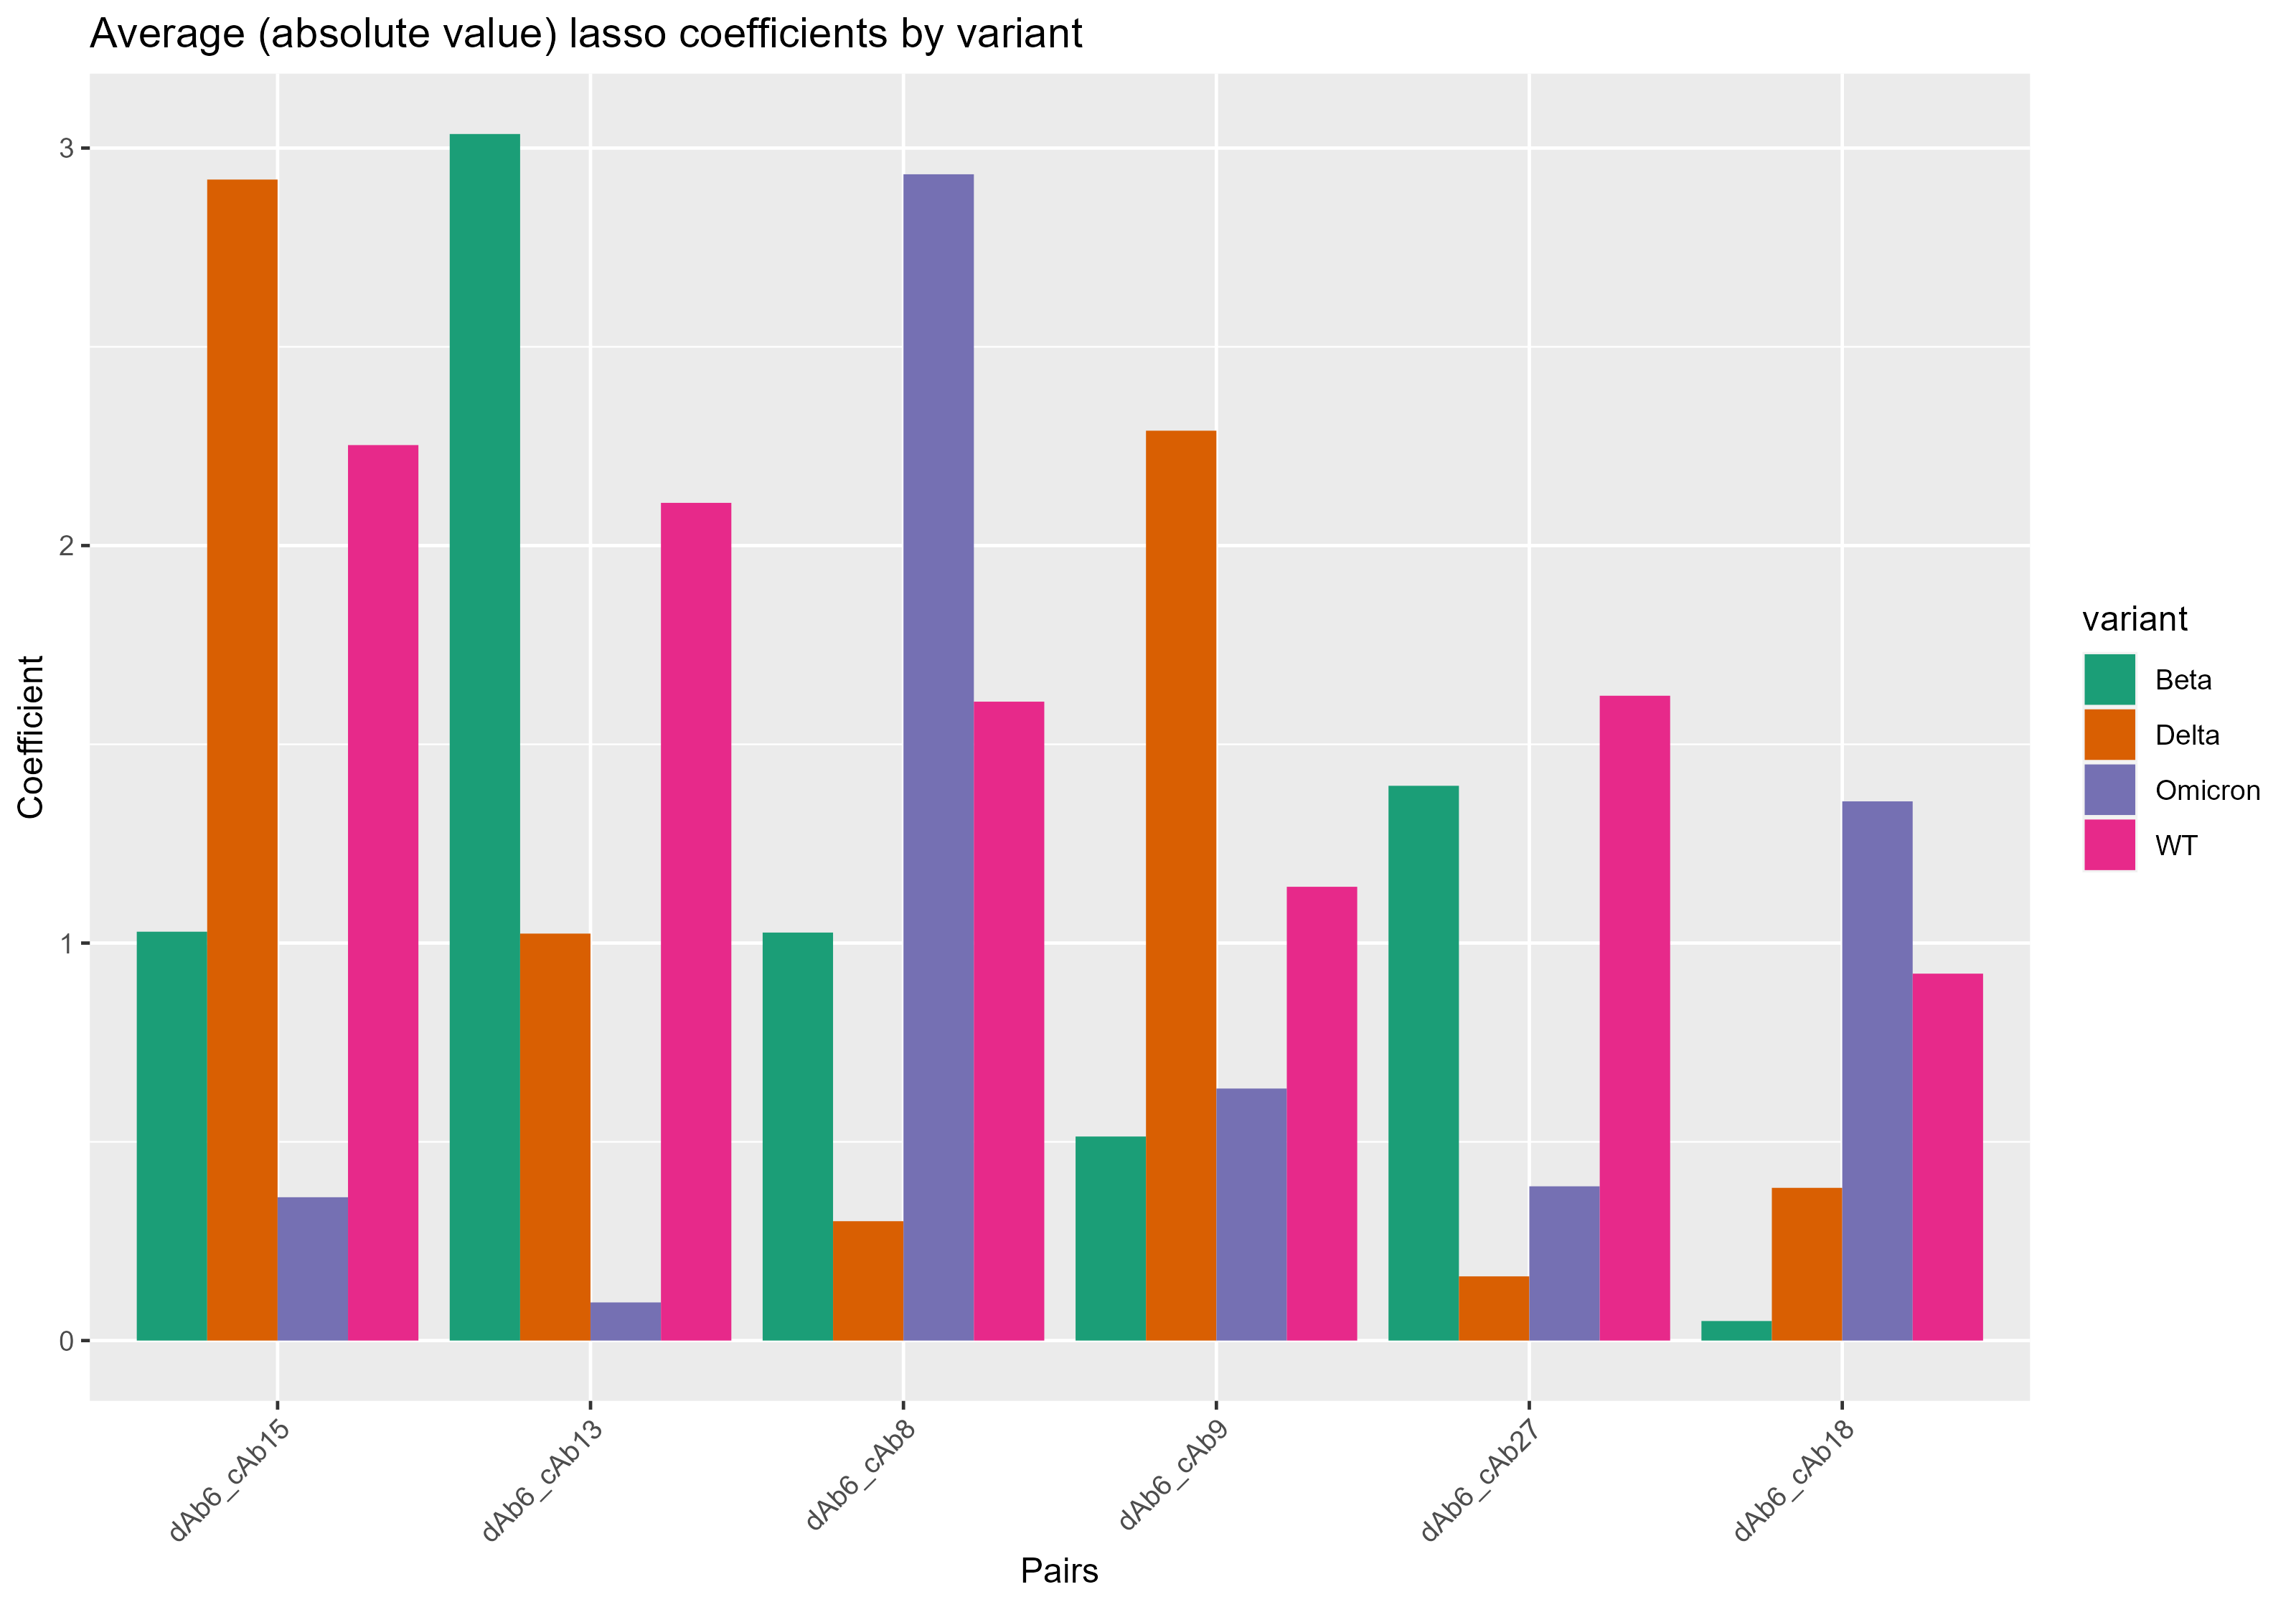 Average (absolute value) lasso coefficients by variant
Coefficient
3
2
1
0
dAb6_cAb15
dAb6_cAb13
dAb6_cAb8
dAb6_cAb9
dAb6_cAb27
dAb6_cAb18
Pairs
variant
Beta
Delta
Omicron
WT